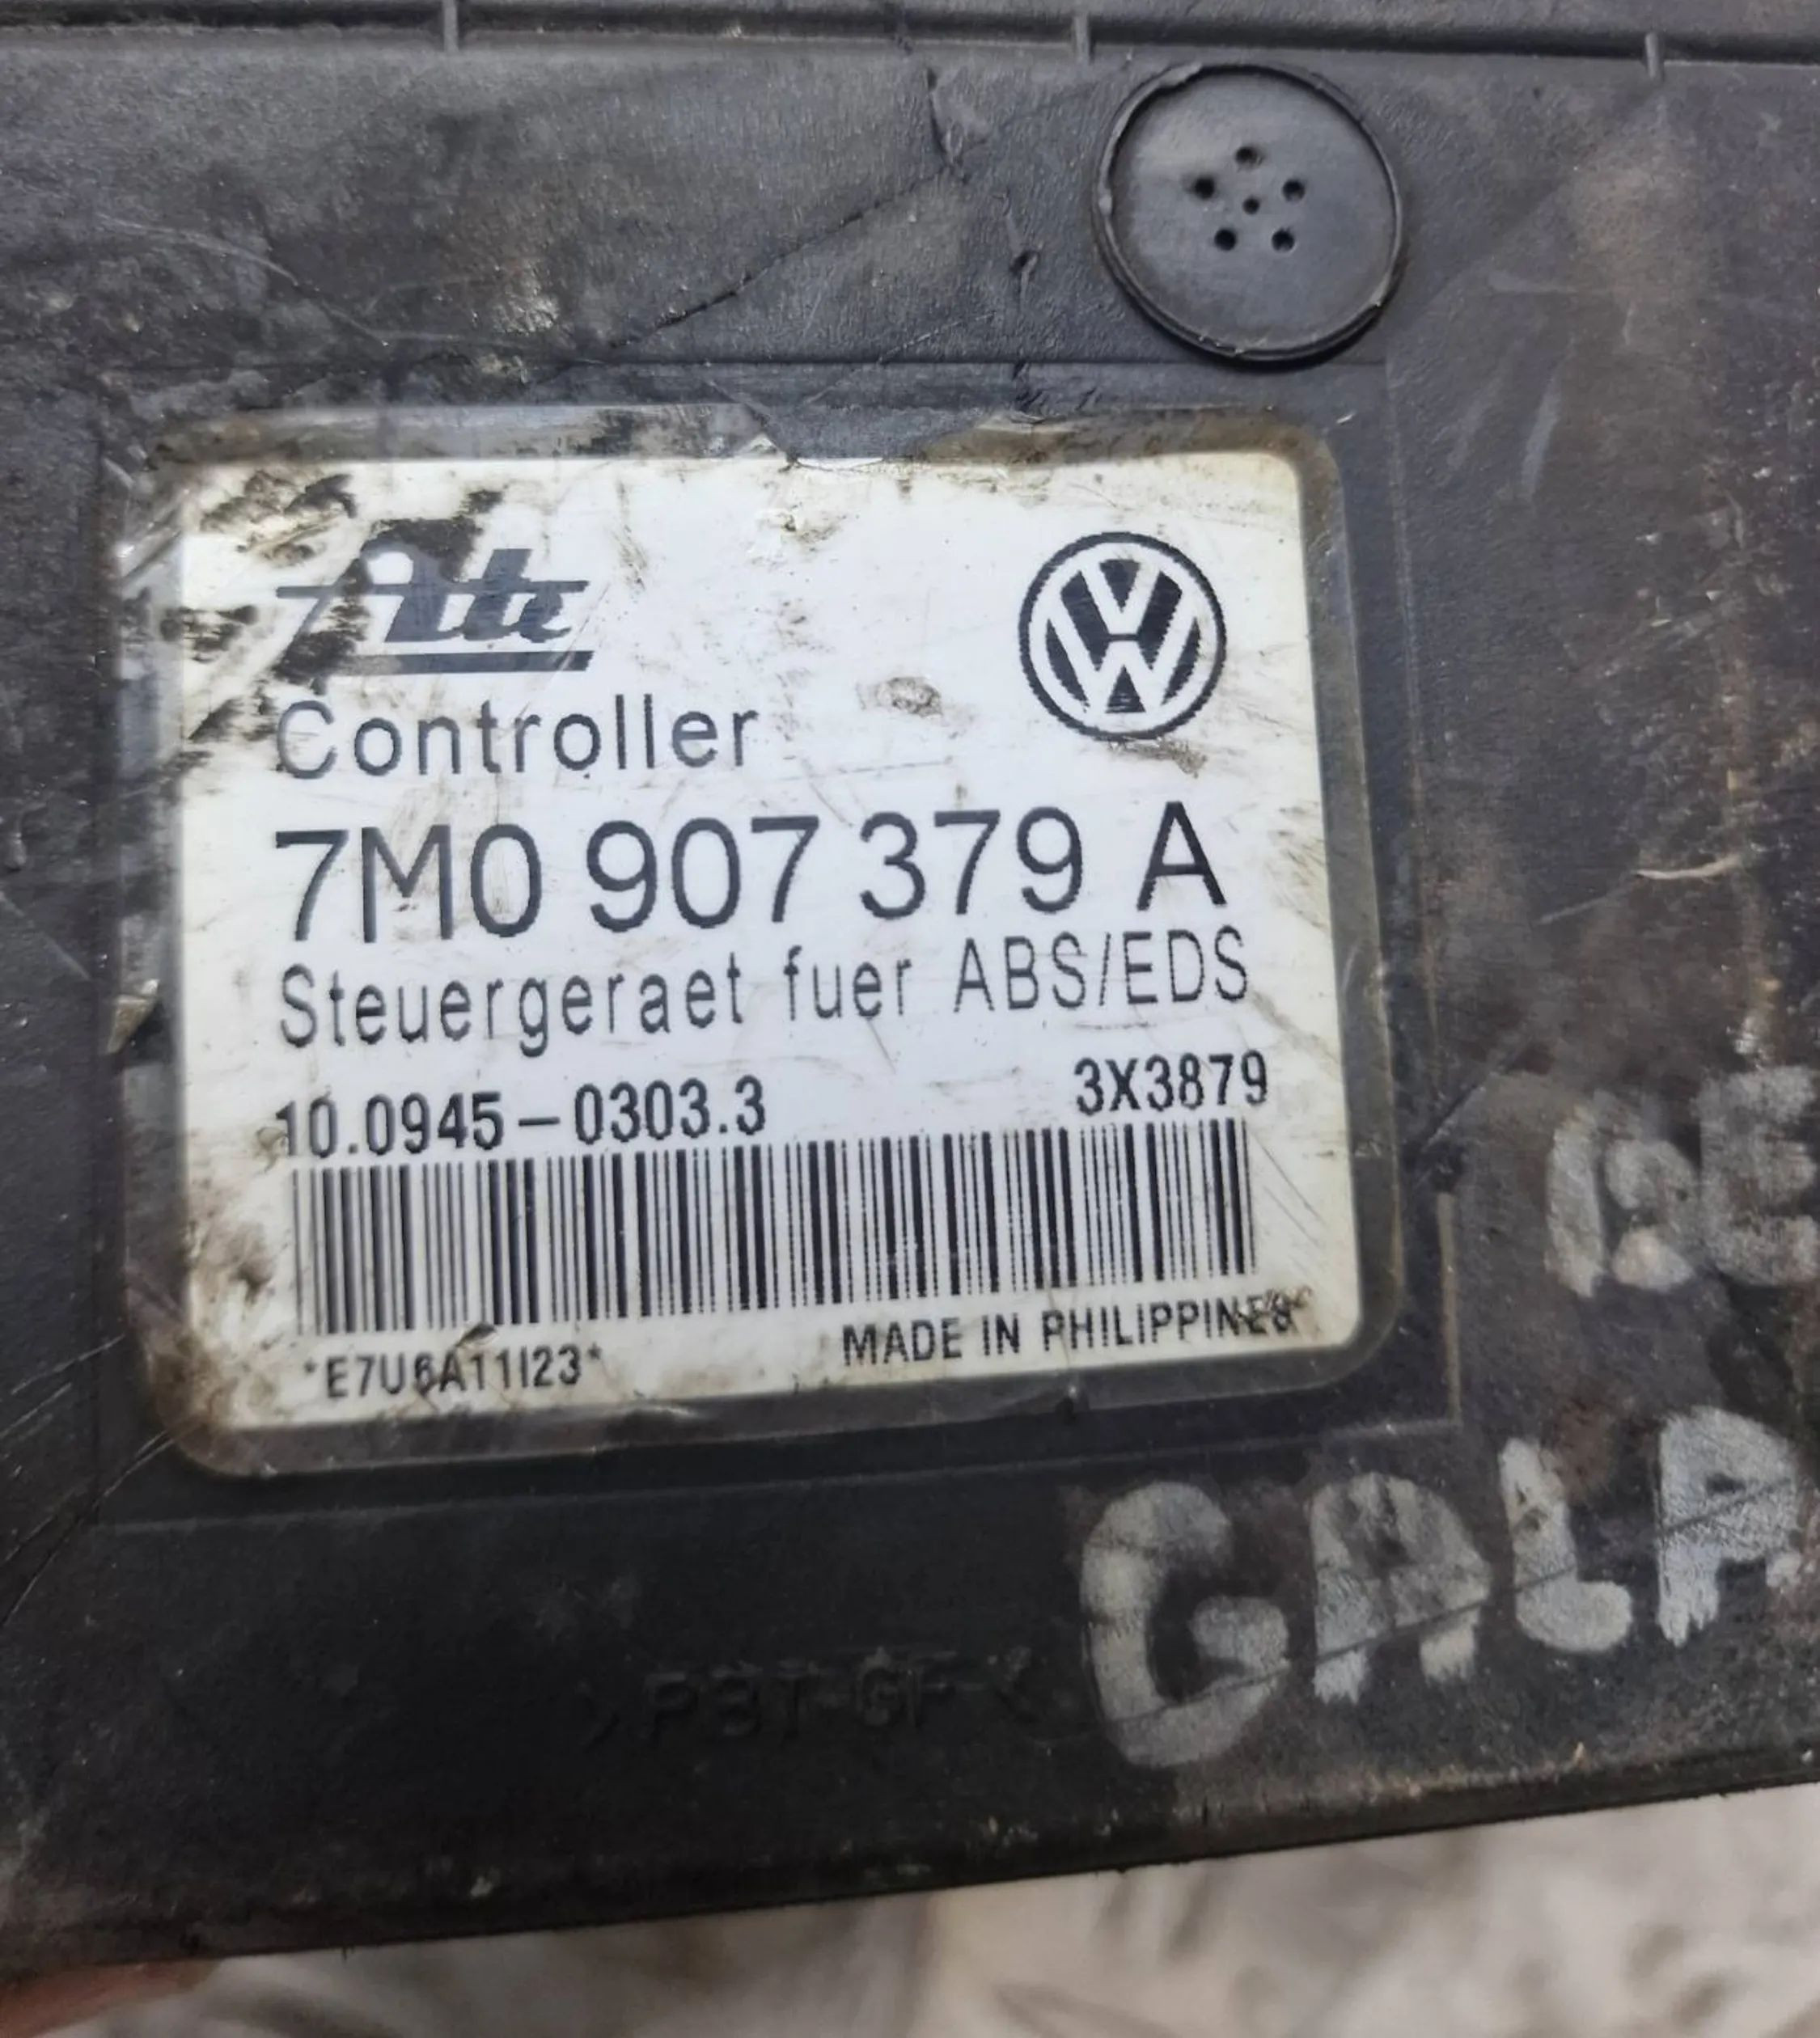 Ate
Controller
7M0 907 379 A
Steuergeraet fuer ABS/EDS
10.0945-0303.3 3X3879
*E7U6A11I23* MADE IN PHILIPPINES
GALA
>PBT-GF<